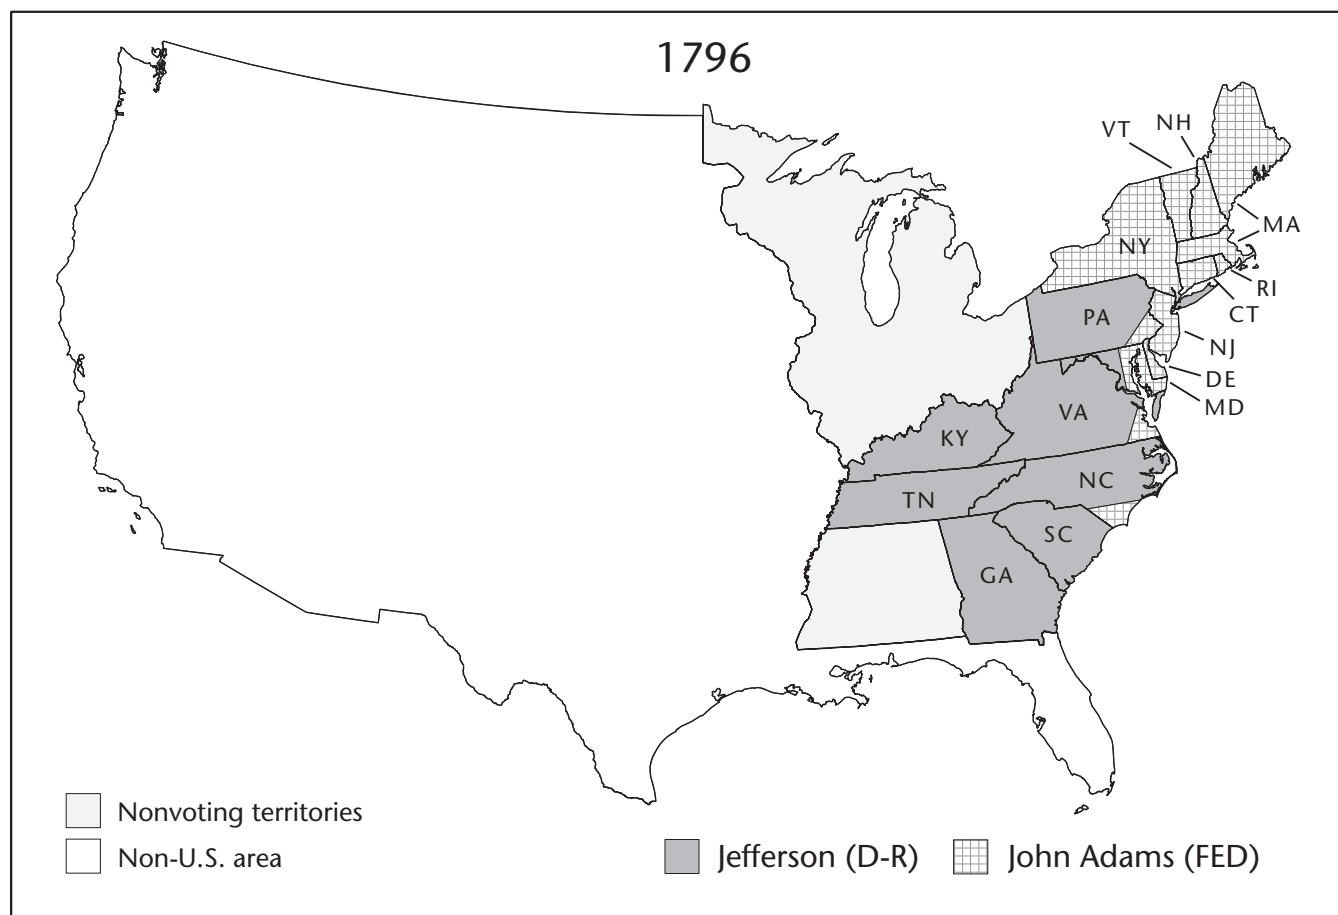 1796
VT
NH
MA
NY
RI
CT
PA
NJ
DE
MD
VA
KY
NC
TN
SC
GA
Nonvoting territories
Non-U.S. area
Jefferson (D-R)
John Adams (FED)